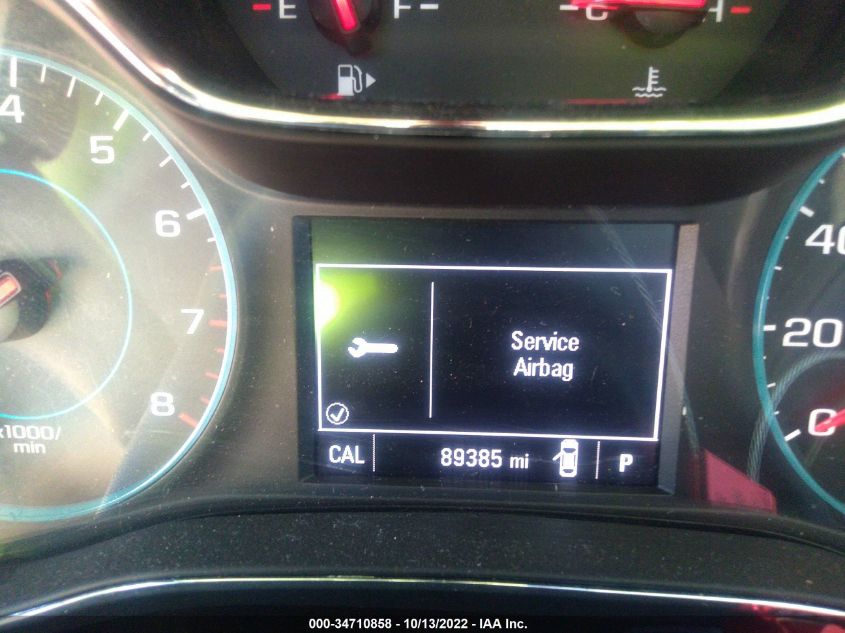 E F C H
4
5
6
7
8
x1000/
min
Service
Airbag
CAL 89385 mi P
40
20
000-34710858 - 10/13/2022 - IAA Inc.